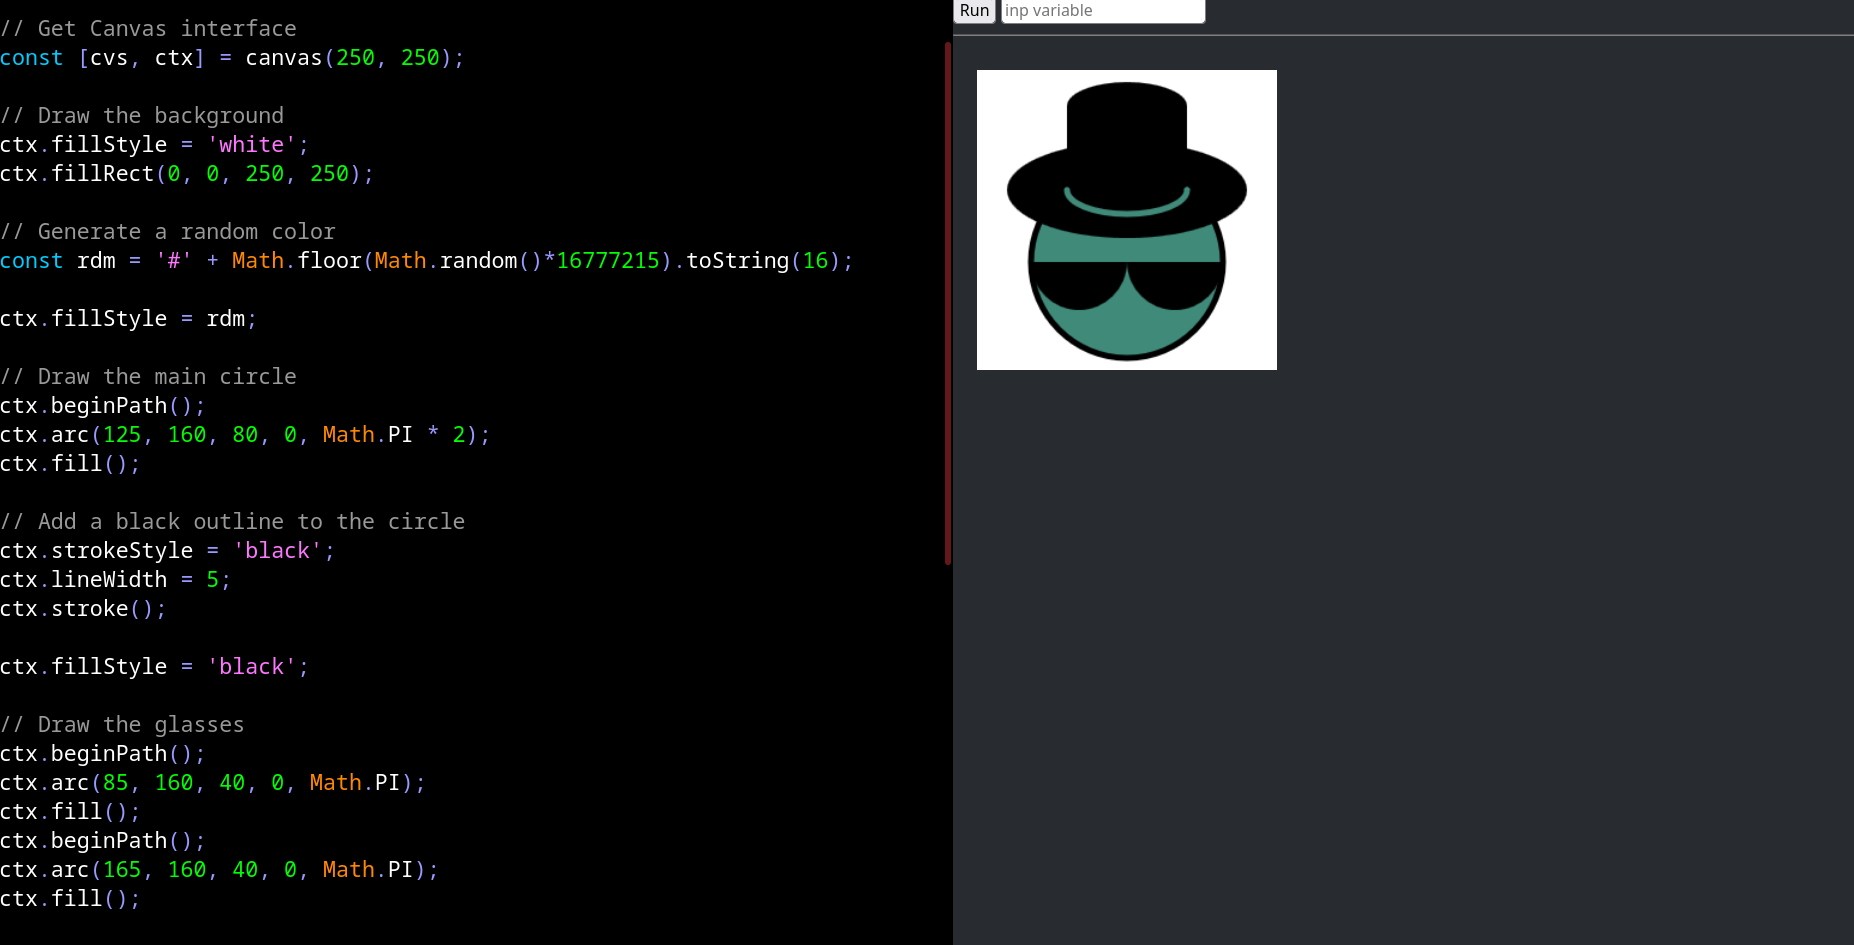 // Get Canvas interface
const [cvs, ctx] = canvas(250, 250);
// Draw the background
ctx.fillStyle = 'white';
ctx.fillRect(0, 0, 250, 250);
// Generate a random color
const rdm = '#' + Math.floor(Math.random()*16777215).toString(16);
ctx.fillStyle = rdm;
// Draw the main circle
ctx.beginPath();
ctx.arc(125, 160, 80, 0, Math.PI * 2);
ctx.fill();
// Add a black outline to the circle
ctx.strokeStyle = 'black';
ctx.lineWidth = 5;
ctx.stroke();
ctx.fillStyle = 'black';
// Draw the glasses
ctx.beginPath();
ctx.arc(85, 160, 40, 0, Math.PI);
ctx.fill();
ctx.beginPath();
ctx.arc(165, 160, 40, 0, Math.PI);
ctx.fill();
Run inp variable